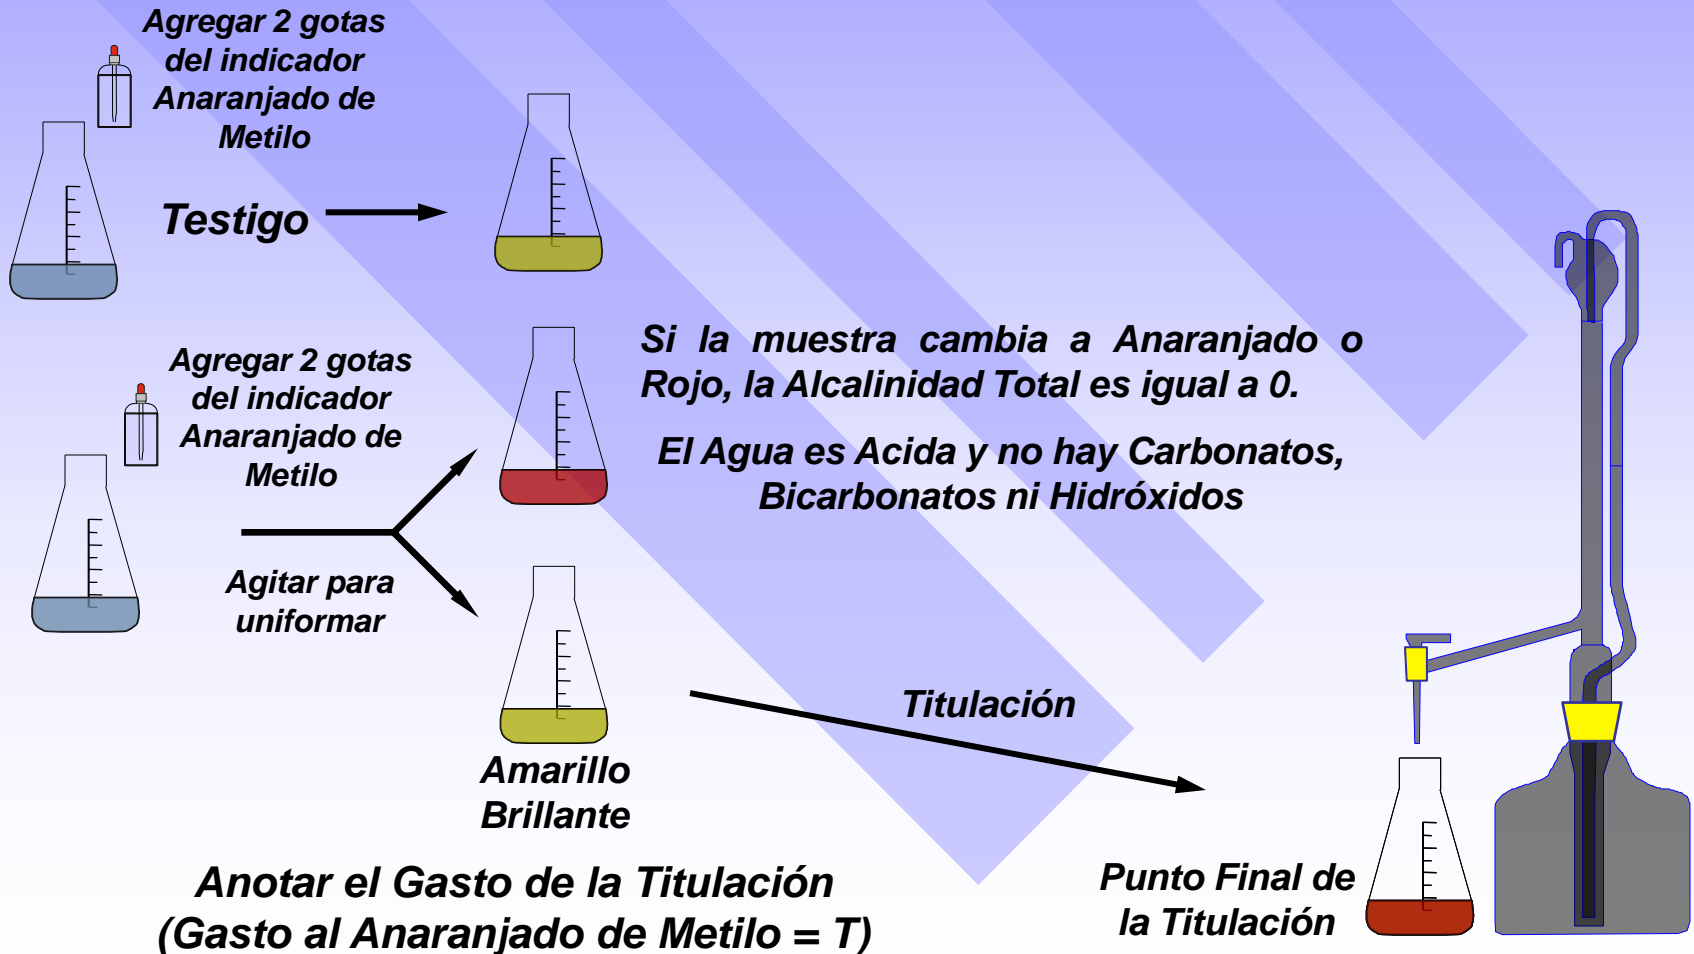 Agregar 2 gotas
del indicador
Anaranjado de
Metilo
Testigo
Si la muestra cambia a Anaranjado o
Rojo, la Alcalinidad Total es igual a 0.
El Agua es Acida y no hay Carbonatos,
Bicarbonatos ni Hidróxidos
Agregar 2 gotas
del indicador
Anaranjado de
Metilo
Agitar para
uniformar
Amarillo
Brillante
Titulación
Anotar el Gasto de la Titulación
(Gasto al Anaranjado de Metilo = T)
Punto Final de
la Titulación